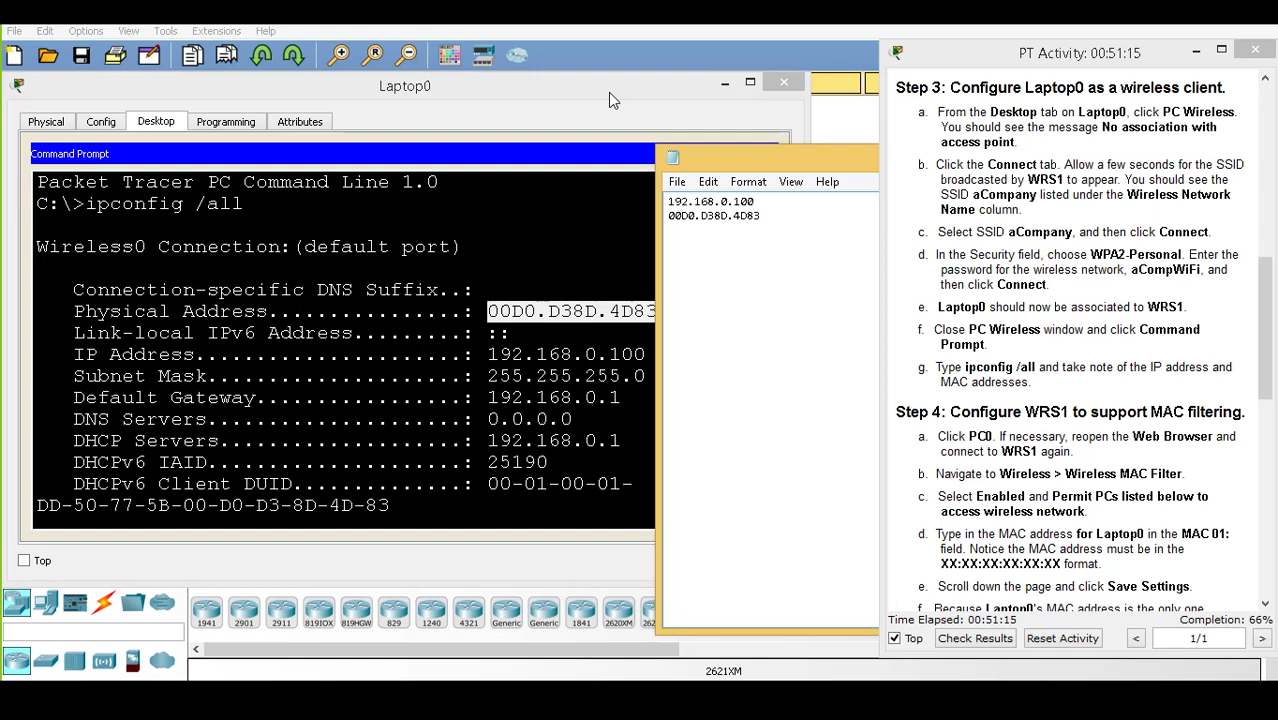 File Edit Options View Tools Extensions Help
Laptop0
Physical Config Desktop Programming Attributes
Command Prompt
Packet Tracer PC Command Line 1.0
C:\>ipconfig /all
Wireless0 Connection:(default port)
Connection-specific DNS Suffix..:
Physical Address................: 00D0.D38D.4D83
Link-local IPv6 Address.........: ::
IP Address......................: 192.168.0.100
Subnet Mask.....................: 255.255.255.0
Default Gateway.................: 192.168.0.1
DNS Servers.....................: 0.0.0.0
DHCP Servers....................: 192.168.0.1
DHCPv6 IAID.....................: 25190
DHCPv6 Client DUID..............: 00-01-00-01-
DD-50-77-5B-00-D0-D3-8D-4D-83
Top
File Edit Format View Help
192.168.0.100
00D0.D38D.4D83
PT Activity: 00:51:15
Step 3: Configure Laptop0 as a wireless client.
a. From the Desktop tab on Laptop0, click PC Wireless.
You should see the message No association with
access point.
b. Click the Connect tab. Allow a few seconds for the SSID
broadcasted by WRS1 to appear. You should see the
SSID aCompany listed under the Wireless Network
Name column.
c. Select SSID aCompany, and then click Connect.
d. In the Security field, choose WPA2-Personal. Enter the
password for the wireless network, aCompWiFi, and
then click Connect.
e. Laptop0 should now be associated to WRS1.
f. Close PC Wireless window and click Command
Prompt.
g. Type ipconfig /all and take note of the IP address and
MAC addresses.
Step 4: Configure WRS1 to support MAC filtering.
a. Click PC0. If necessary, reopen the Web Browser and
connect to WRS1 again.
b. Navigate to Wireless > Wireless MAC Filter.
c. Select Enabled and Permit PCs listed below to
access wireless network.
d. Type in the MAC address for Laptop0 in the MAC 01:
field. Notice the MAC address must be in the
XX:XX:XX:XX:XX:XX format.
e. Scroll down the page and click Save Settings.
f. Because Laptop0's MAC address is the only one
Time Elapsed: 00:51:15 Completion: 66%
Top Check Results Reset Activity < 1/1 >
1941 2901 2911 819IOX 819HGW 829 1240 4321 Generic Generic 1841 2620XM 262
2621XM